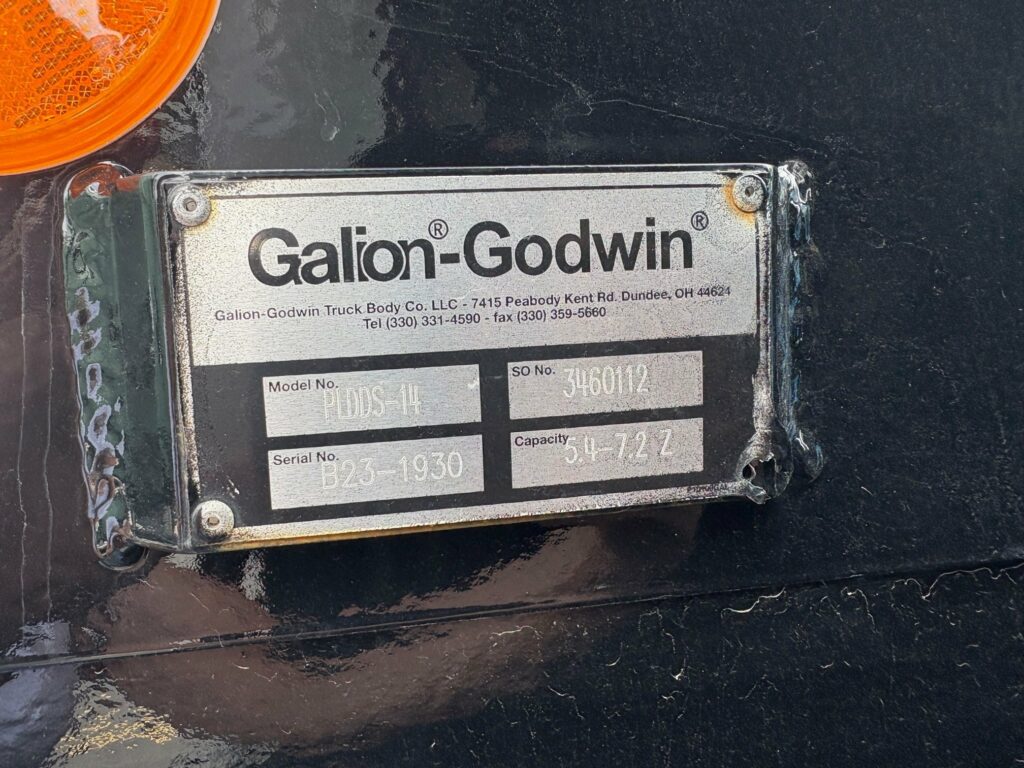 Galion®-Godwin®
Galion-Godwin Truck Body Co. LLC - 7415 Peabody Kent Rd. Dundee, OH 44624
Tel (330) 331-4590 - fax (330) 359-5660
Model No. PLDDS-14
SO No. 3460112
Serial No. B23-1930
Capacity 5.4-7.2 Z